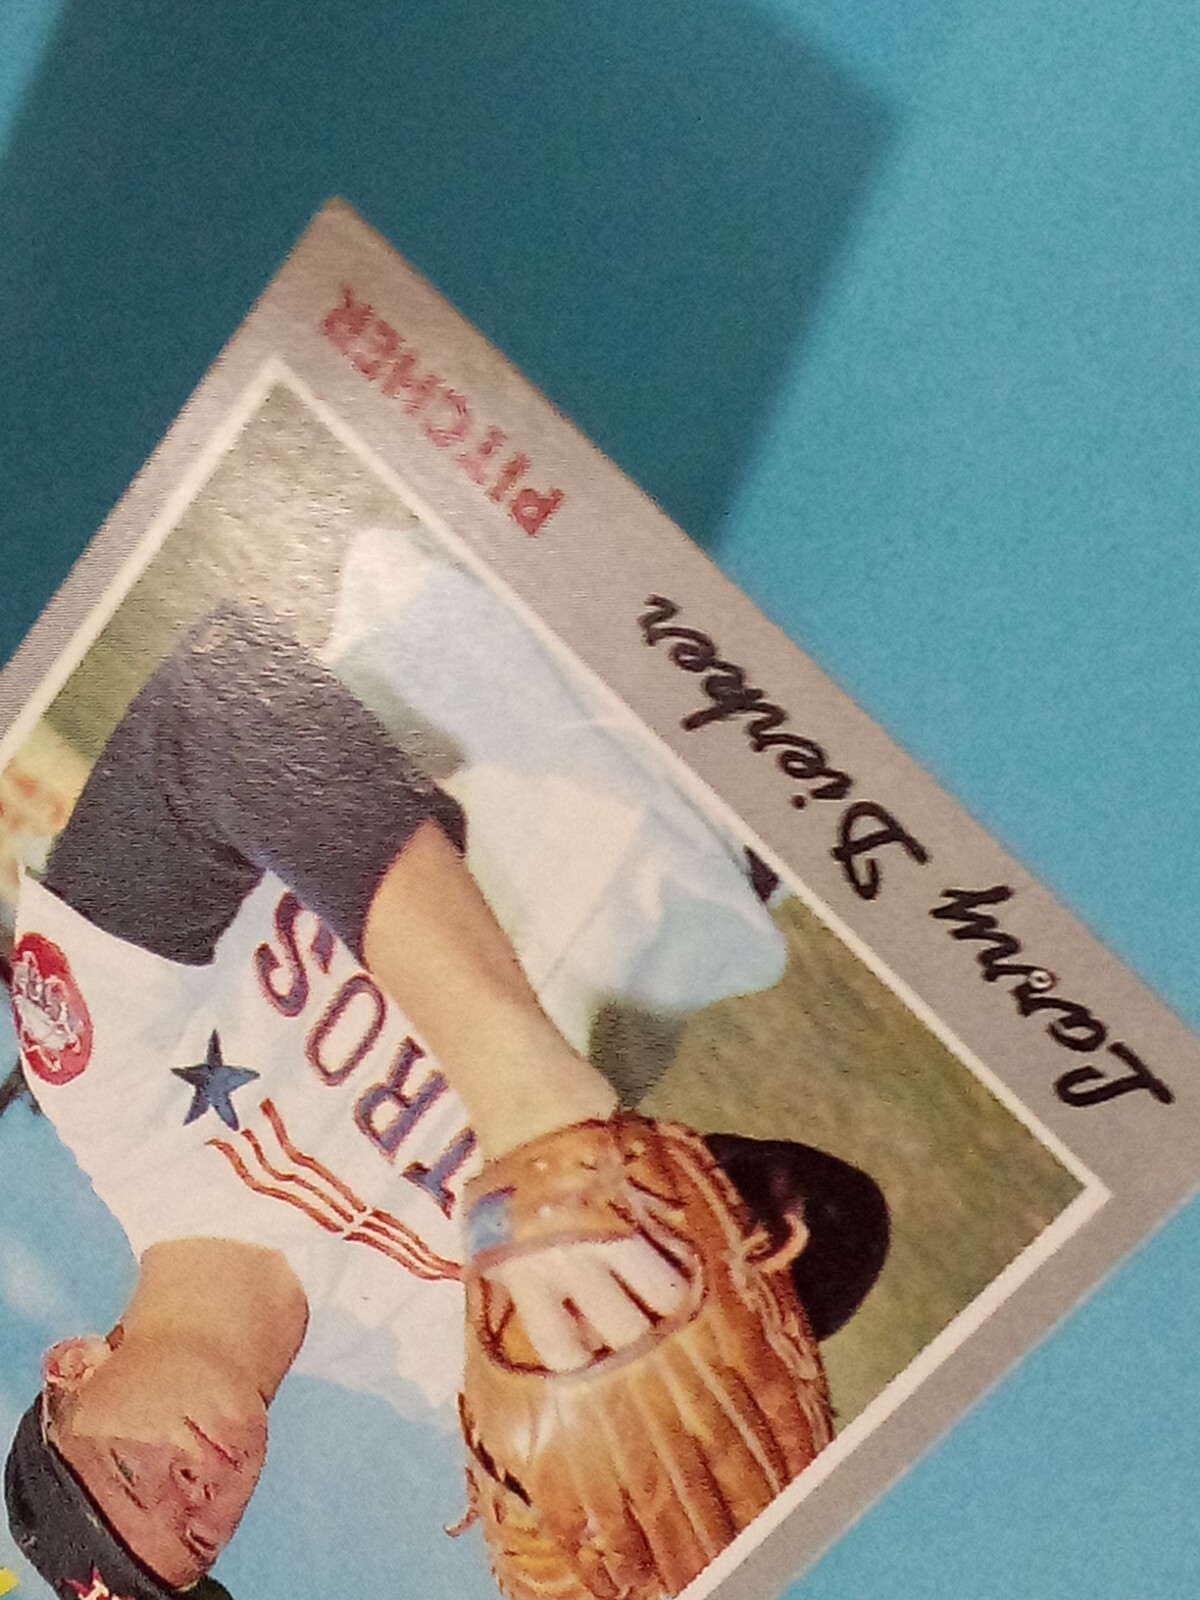 TROS
Larry Dierker
PITCHER